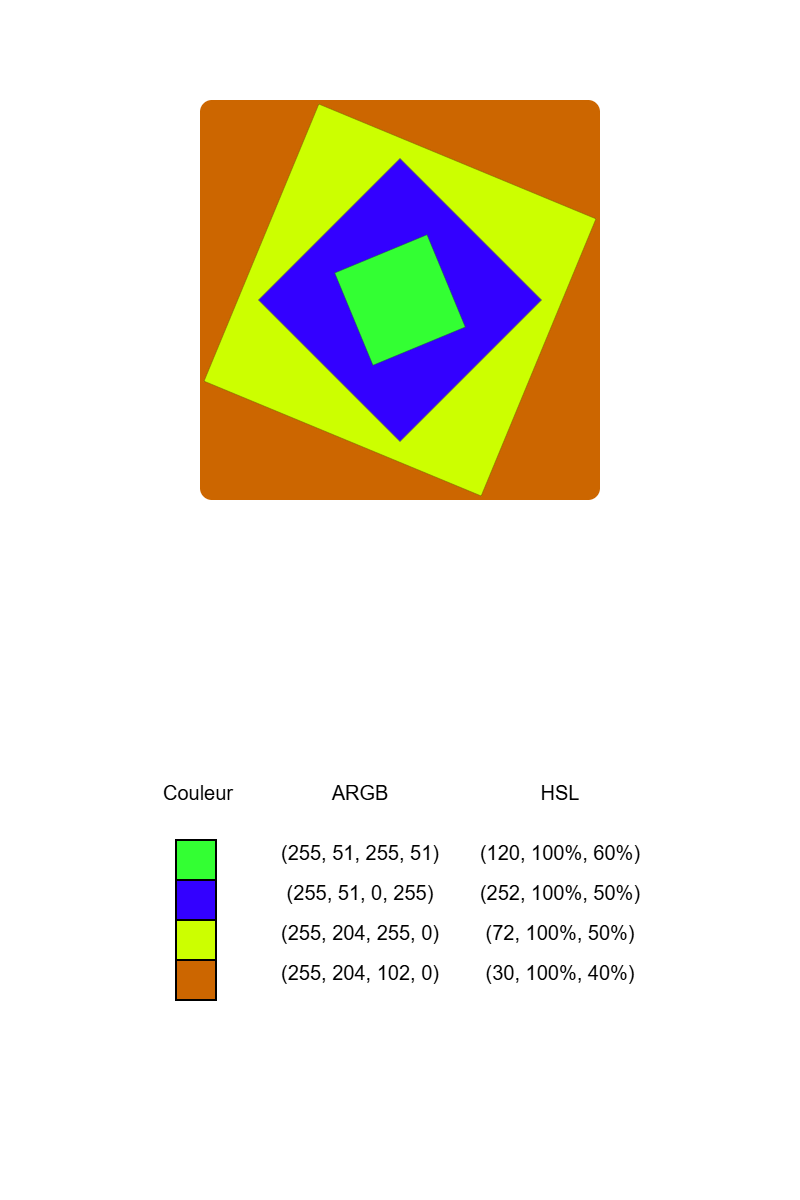 Couleur ARGB HSL
(255, 51, 255, 51) (120, 100%, 60%)
(255, 51, 0, 255) (252, 100%, 50%)
(255, 204, 255, 0) (72, 100%, 50%)
(255, 204, 102, 0) (30, 100%, 40%)